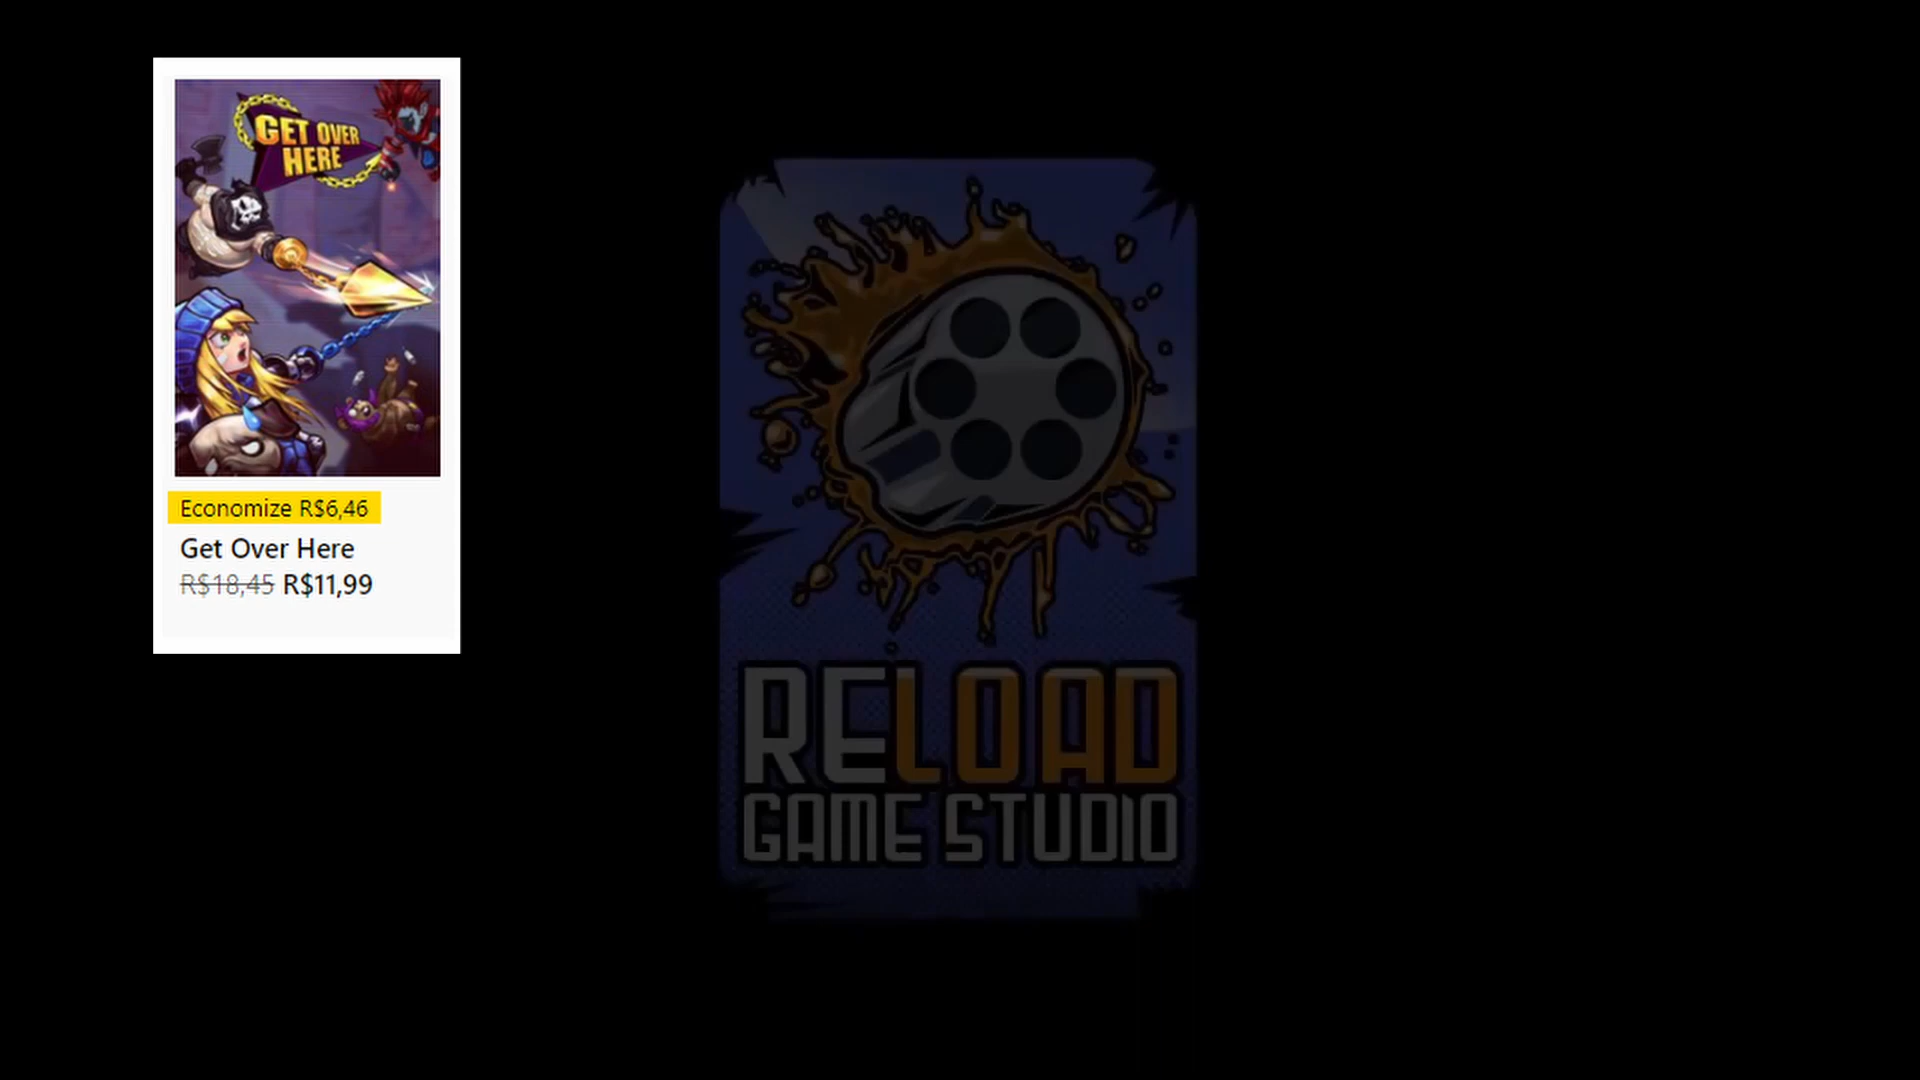 GET OVER
HERE
Economize R$6,46
Get Over Here
R$18,45 R$11,99
RELOAD
GAME STUDIO